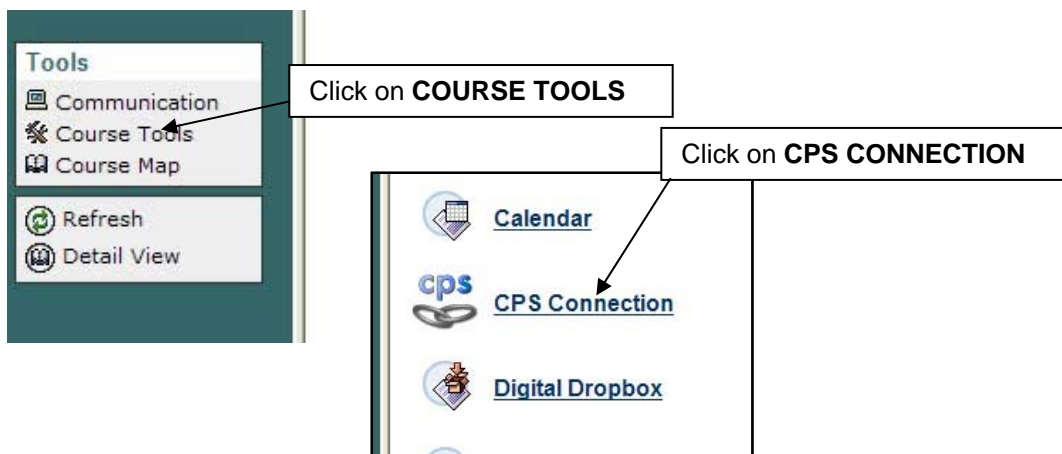 Tools
Communication
Course Tools
Course Map
Refresh
Detail View
Click on COURSE TOOLS
Click on CPS CONNECTION
Calendar
cps
CPS Connection
Digital Dropbox